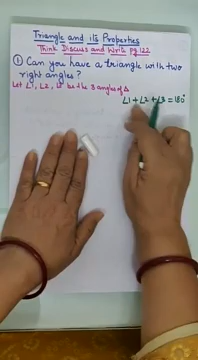 Triangle and its Properties
Think Discuss and Write pg 122
① Can you have a triangle with two
right angles?
Let ∠1, ∠2, ∠3 be the 3 angles of Δ
∠1 + ∠2 + ∠3 = 180°